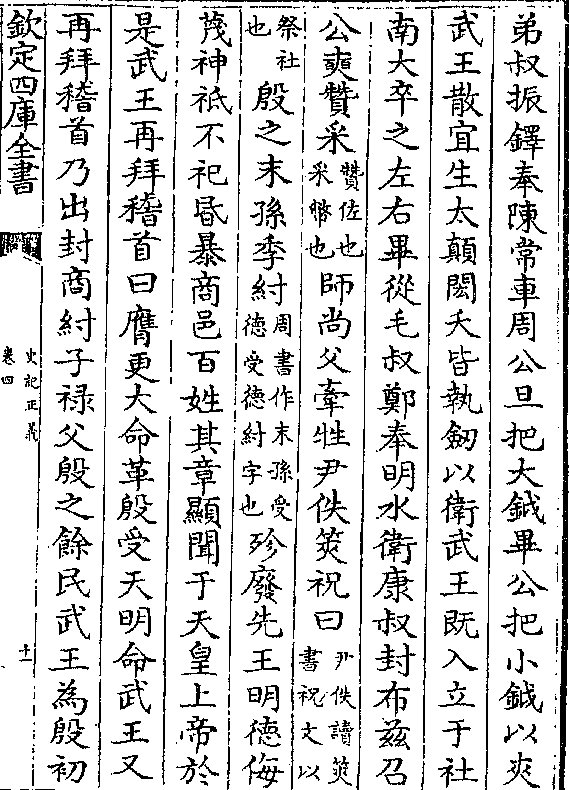 弟叔振鐸奉陳常車周公旦把大鉞畢公把小鉞以夾
武王散宜生太顛閎夭皆執劔以衛武王既入立于社
南大卒之左右畢從毛叔鄭奉明水衛康叔封布兹召
公奭贊采贊佐也采幣也師尚父牽牲尹佚筴祝曰尹佚讀筴書祝文以
祭社也殷之末孫季紂周書作末孫受德受德紂字也殄廢先王明德侮
蔑神祇不祀昏暴商邑百姓其章顯聞于天皇上帝於
是武王再拜稽首曰膺更大命革殷受天明命武王又
再拜稽首乃出封商紂子禄父殷之餘民武王為殷初
欽定四庫全書
史記正義
卷四
十一